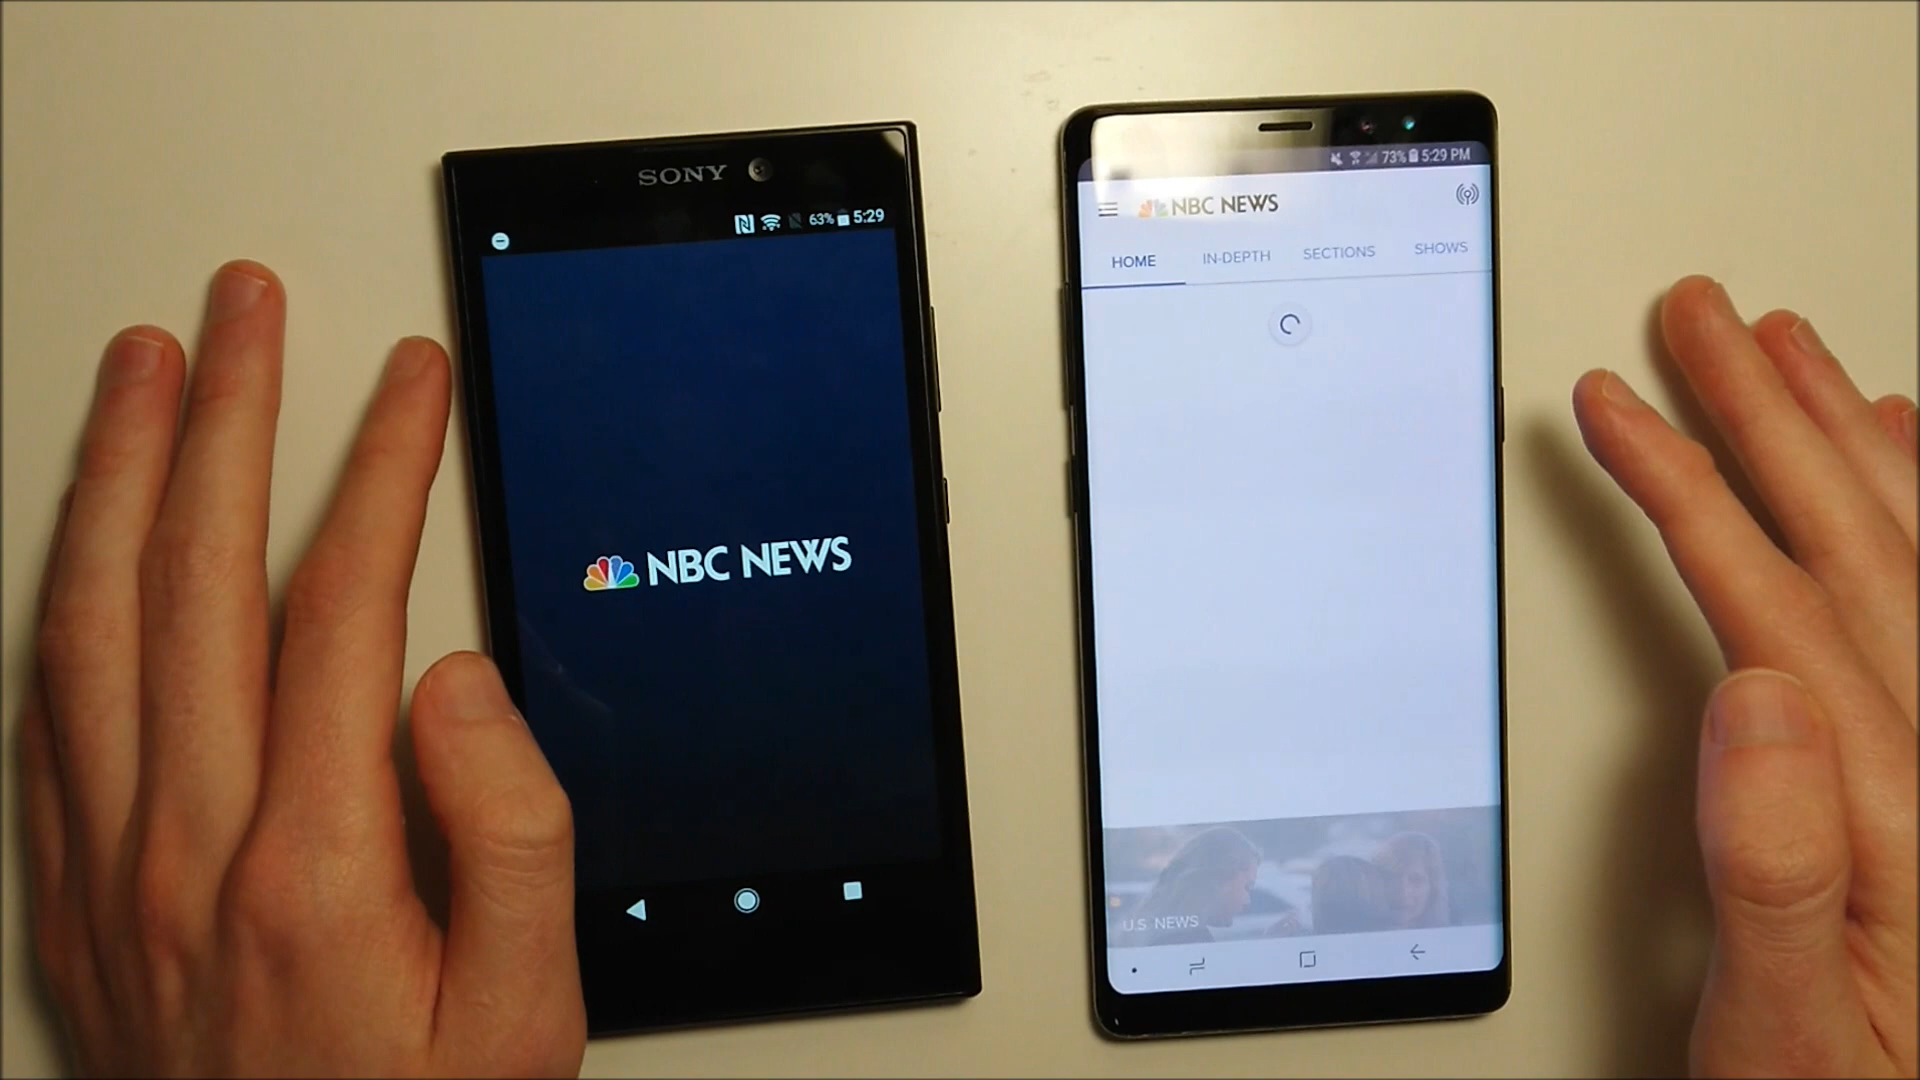 SONY
63% 5:29
NBC NEWS
73% 5:29 PM
NBC NEWS
HOME IN-DEPTH SECTIONS SHOWS
U.S. NEWS